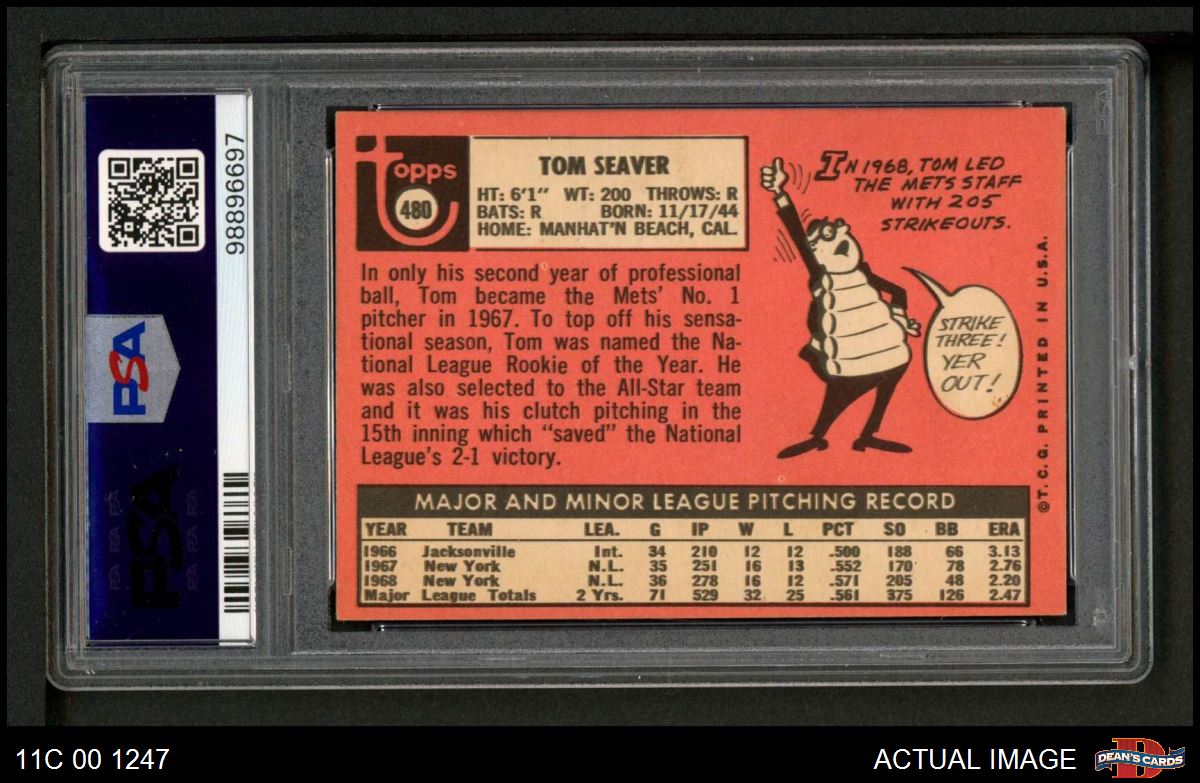 98896697
PSA
PSA
PSA PSA PSA
PSA PSA PSA
topps
480
TOM SEAVER
HT: 6'1" WT: 200 THROWS: R
BATS: R BORN: 11/17/44
HOME: MANHAT'N BEACH, CAL.
In only his second year of professional
ball, Tom became the Mets' No. 1
pitcher in 1967. To top off his sensa-
tional season, Tom was named the Na-
tional League Rookie of the Year. He
was also selected to the All-Star team
and it was his clutch pitching in the
15th inning which "saved" the National
League's 2-1 victory.
IN 1968, TOM LED
THE METS STAFF
WITH 205
STRIKEOUTS.
STRIKE
THREE!
YER
OUT!
©T. C. G. PRINTED IN U.S.A.
MAJOR AND MINOR LEAGUE PITCHING RECORD
YEAR TEAM LEA. G IP W L PCT SO BB ERA
1966 Jacksonville Int. 34 210 12 12 .500 188 66 3.13
1967 New York N.L. 35 251 16 13 .552 170 78 2.76
1968 New York N.L. 36 278 16 12 .571 205 48 2.20
Major League Totals 2 Yrs. 71 529 32 25 .561 375 126 2.47
11C 00 1247
ACTUAL IMAGE
D
DEAN'S CARDS